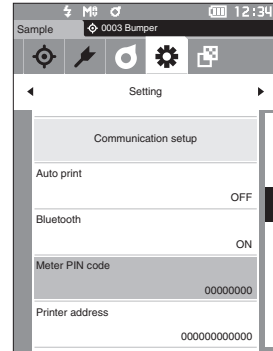 12:34
Sample 0003 Bumper
Setting
Communication setup
Auto print
OFF
Bluetooth
ON
Meter PIN code
00000000
Printer address
000000000000